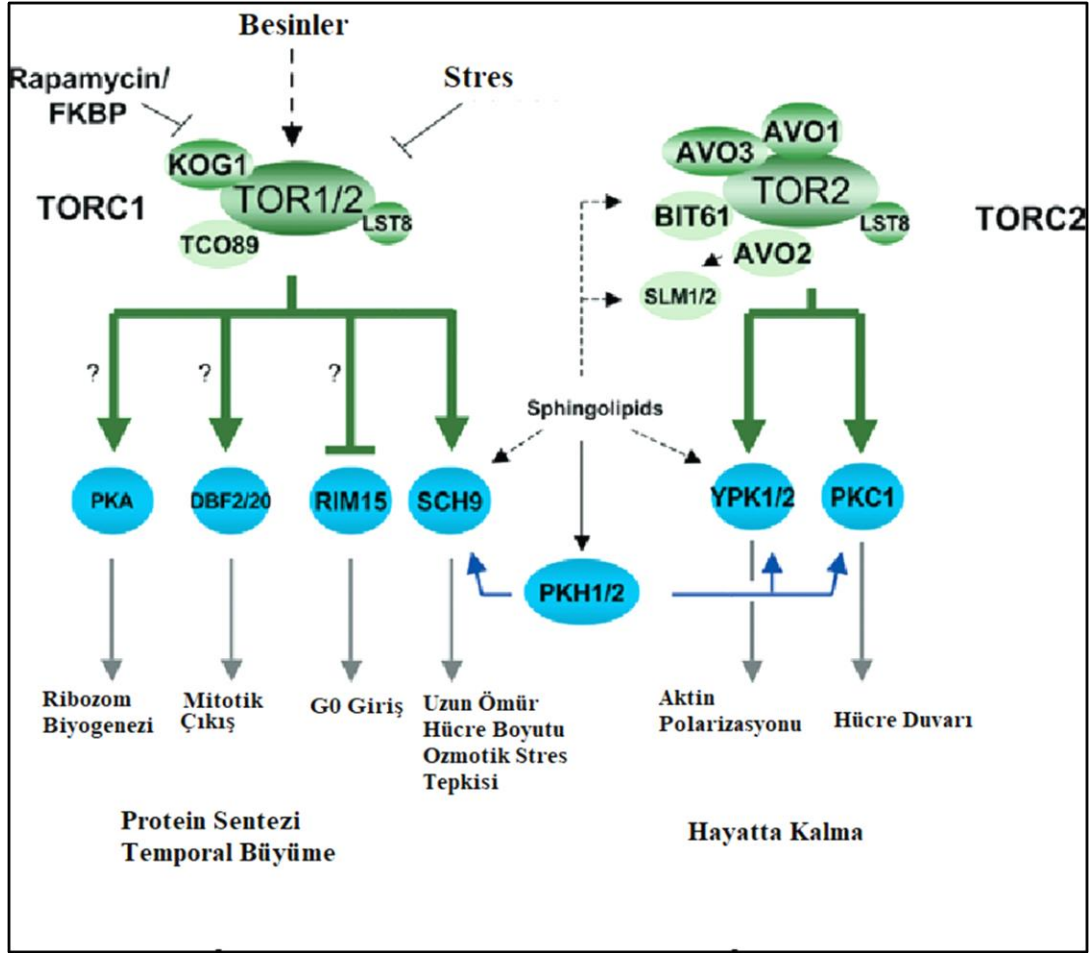 Besinler
Rapamycin/
FKBP
Stres
KOG1
TOR1/2
LST8
TCO89
TORC1
AVO1
AVO3
TOR2
BIT61
LST8
AVO2
SLM1/2
TORC2
?
?
?
Sphingolipids
PKA
DBF2/20
RIM15
SCH9
YPK1/2
PKC1
PKH1/2
Ribozom
Biyogenezi
Mitotik
Çıkış
G0 Giriş
Uzun Ömür
Hücre Boyutu
Ozmotik Stres
Tepkisi
Aktin
Polarizasyonu
Hücre Duvarı
Protein Sentezi
Temporal Büyüme
Hayatta Kalma